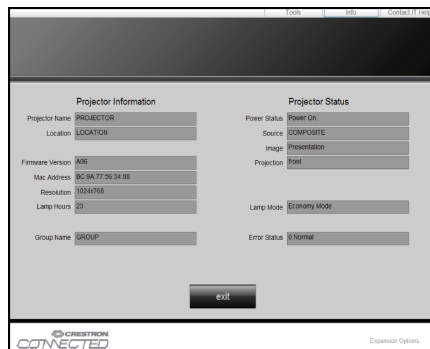 Tools Info Contact IT Help
Projector Information
Projector Name PROJECTOR
Location LOCATION
Firmware Version A06
Mac Address BC:9A:77:56:34:88
Resolution 1024x768
Lamp Hours 23
Group Name GROUP
Projector Status
Power Status Power On
Source COMPOSITE
Image Presentation
Projection front
Lamp Mode Economy Mode
Error Status 0:Normal
exit
CRESTRON.
CONNECTED
Expansion Options